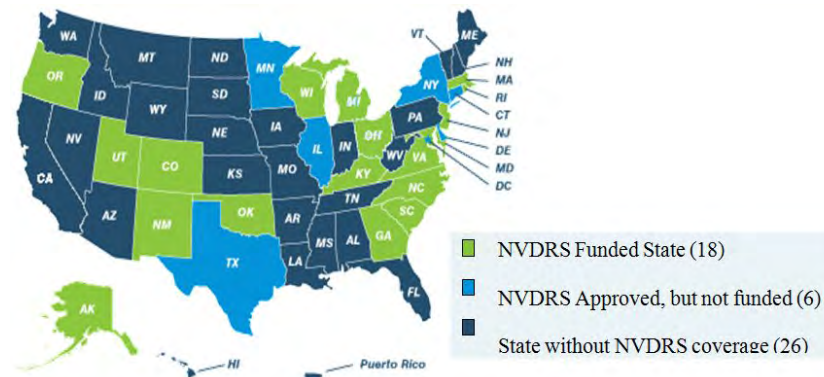 WA
MT
ND
MN
VT
ME
NH
MA
RI
CT
NJ
DE
MD
DC
OR
ID
WY
SD
WI
MI
NY
PA
NV
UT
CO
NE
IA
IL
IN
OH
WV
VA
CA
KS
MO
KY
NC
TN
SC
AZ
NM
OK
AR
MS
AL
GA
TX
LA
FL
AK
HI
Puerto Rico
NVDRS Funded State (18)
NVDRS Approved, but not funded (6)
State without NVDRS coverage (26)